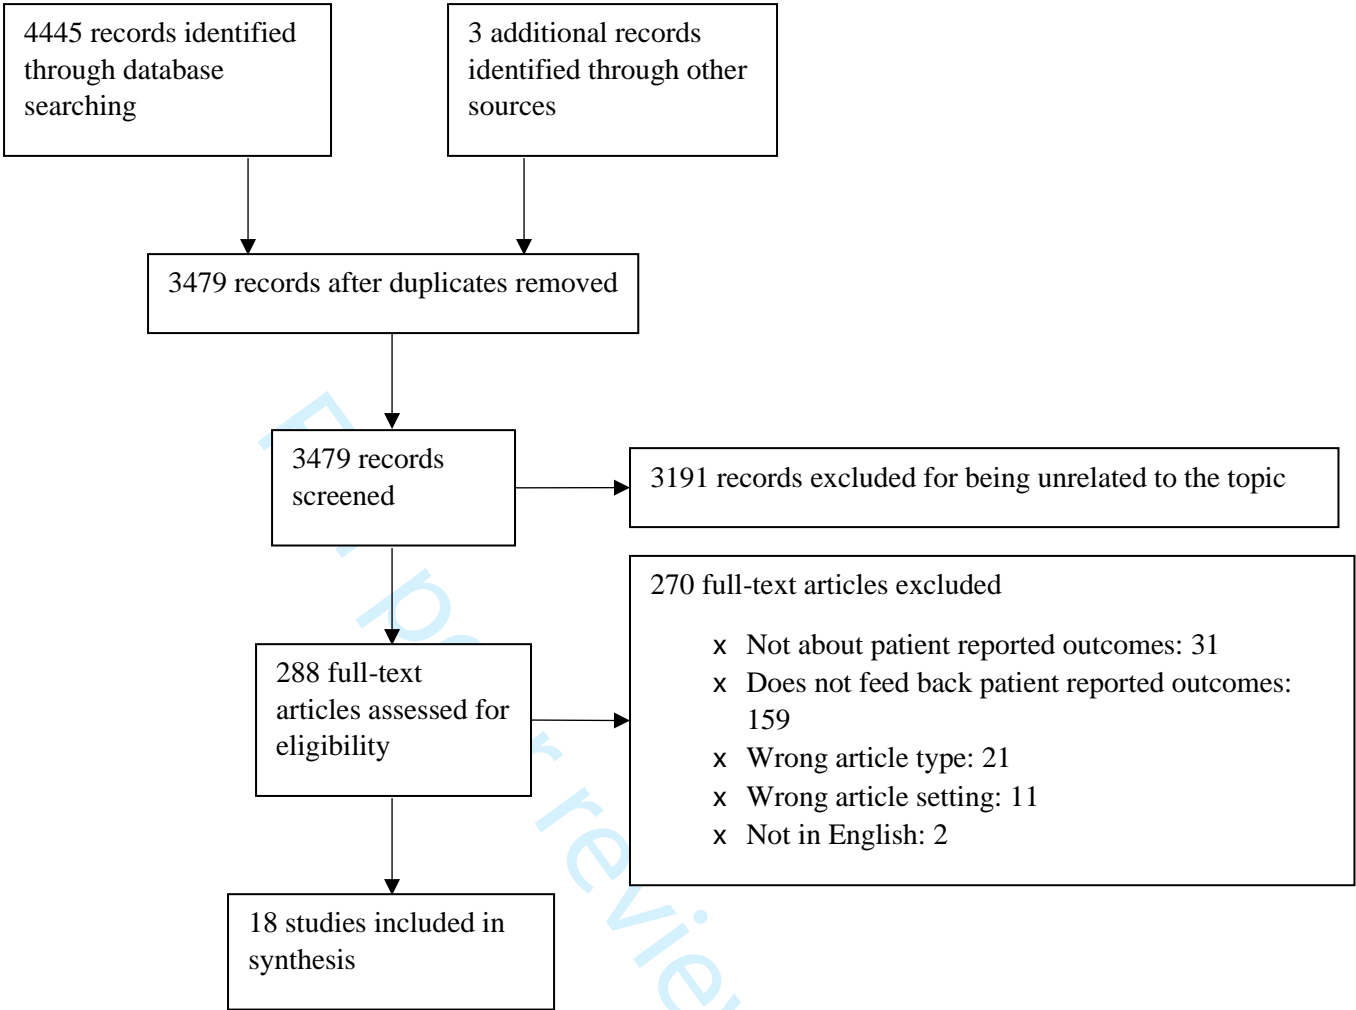 4445 records identified
through database
searching
3 additional records
identified through other
sources
3479 records after duplicates removed
3479 records
screened
3191 records excluded for being unrelated to the topic
288 full-text
articles assessed for
eligibility
270 full-text articles excluded
x Not about patient reported outcomes: 31
x Does not feed back patient reported outcomes:
159
x Wrong article type: 21
x Wrong article setting: 11
x Not in English: 2
18 studies included in
synthesis